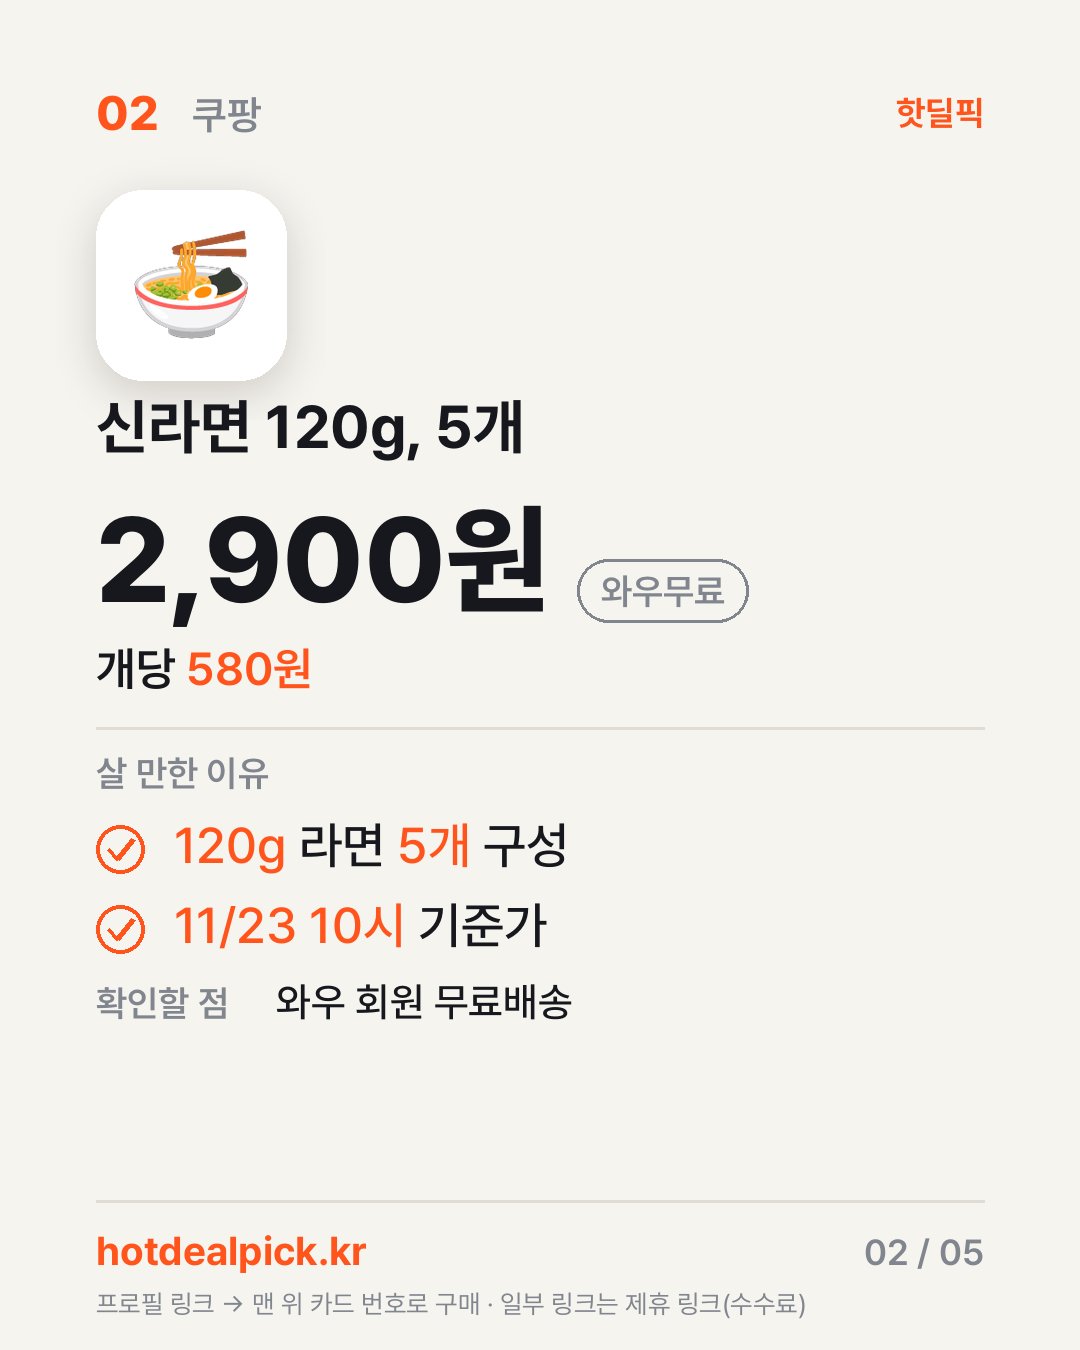 02 쿠팡 핫딜픽
신라면 120g, 5개
2,900원 와우무료
개당 580원
살 만한 이유
120g 라면 5개 구성
11/23 10시 기준가
확인할 점 와우 회원 무료배송
hotdealpick.kr 02 / 05
프로필 링크 → 맨 위 카드 번호로 구매 · 일부 링크는 제휴 링크(수수료)